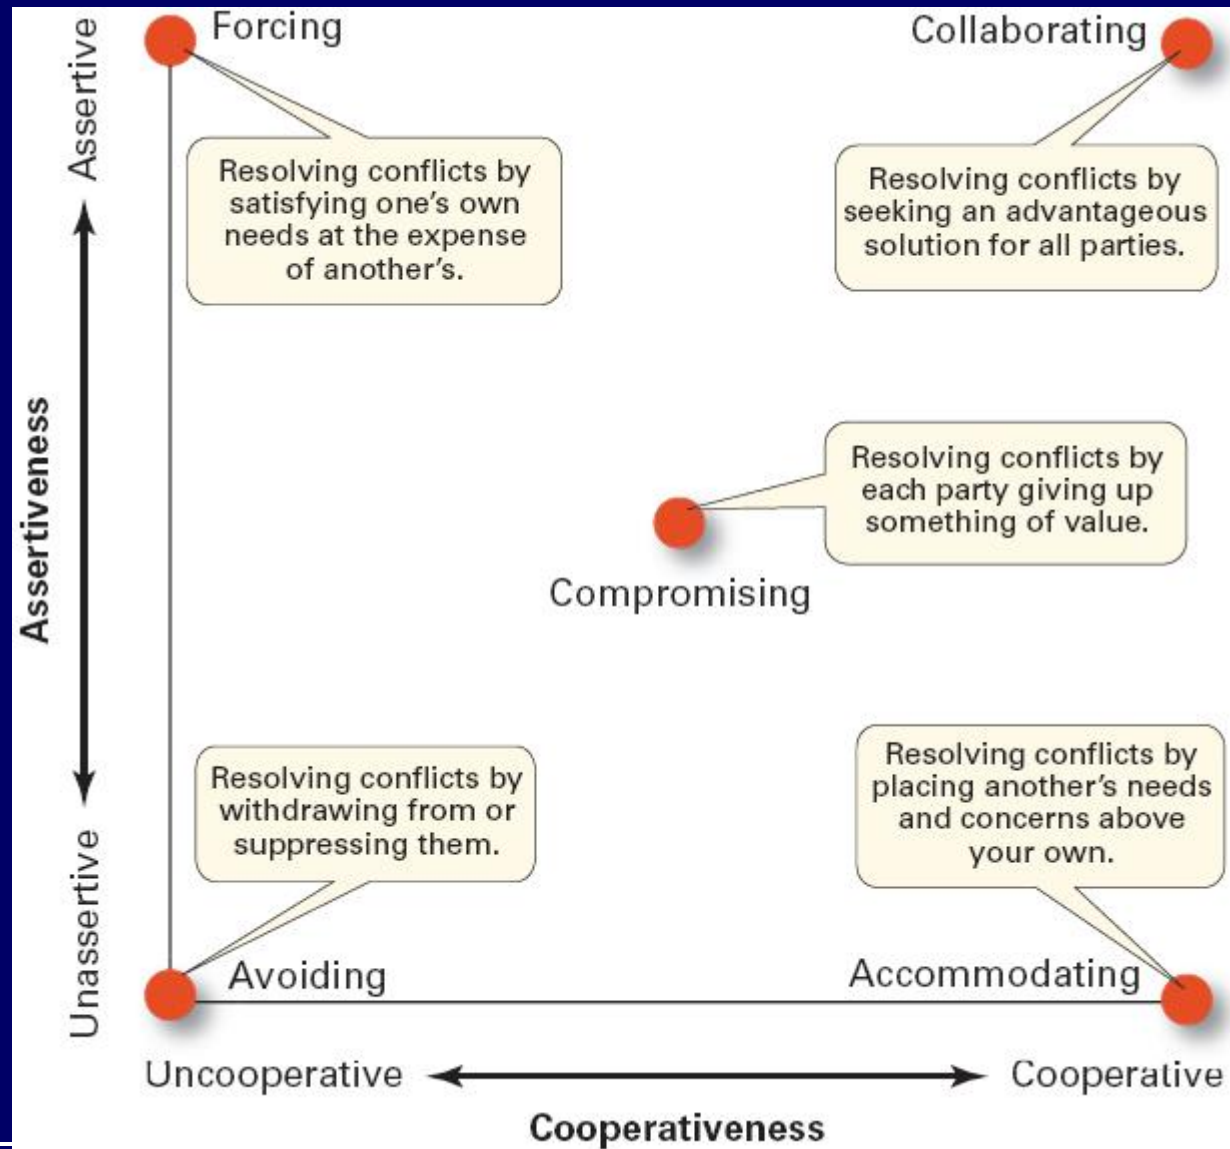 Forcing
Collaborating
Assertive
Resolving conflicts by
satisfying one's own
needs at the expense
of another's.
Resolving conflicts by
seeking an advantageous
solution for all parties.
Assertiveness
Resolving conflicts by
each party giving up
something of value.
Compromising
Resolving conflicts by
withdrawing from or
suppressing them.
Resolving conflicts by
placing another's needs
and concerns above
your own.
Unassertive
Avoiding
Accommodating
Uncooperative
Cooperative
Cooperativeness